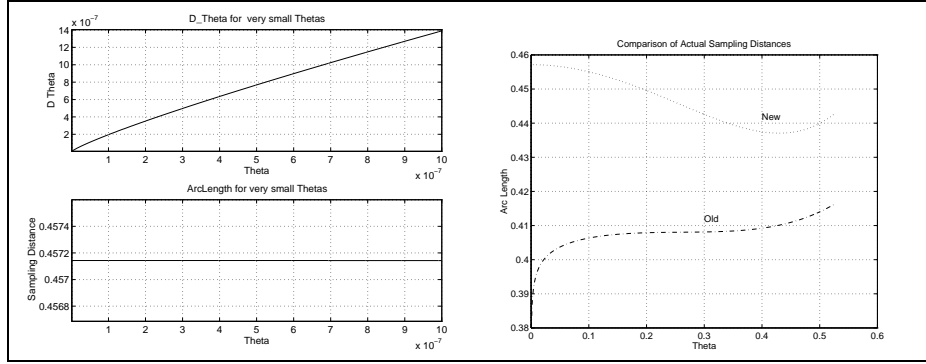 x 10⁻⁷
D_Theta for very small Thetas
14
12
10
8
6
4
2
D Theta
1 2 3 4 5 6 7 8 9 10
Theta
x 10⁻⁷
ArcLength for very small Thetas
0.4574
0.4572
0.457
0.4568
Sampling Distance
1 2 3 4 5 6 7 8 9 10
Theta
x 10⁻⁷
Comparison of Actual Sampling Distances
0.46
0.45
0.44
0.43
0.42
0.41
0.4
0.39
0.38
Arc Length
New
Old
0 0.1 0.2 0.3 0.4 0.5 0.6
Theta